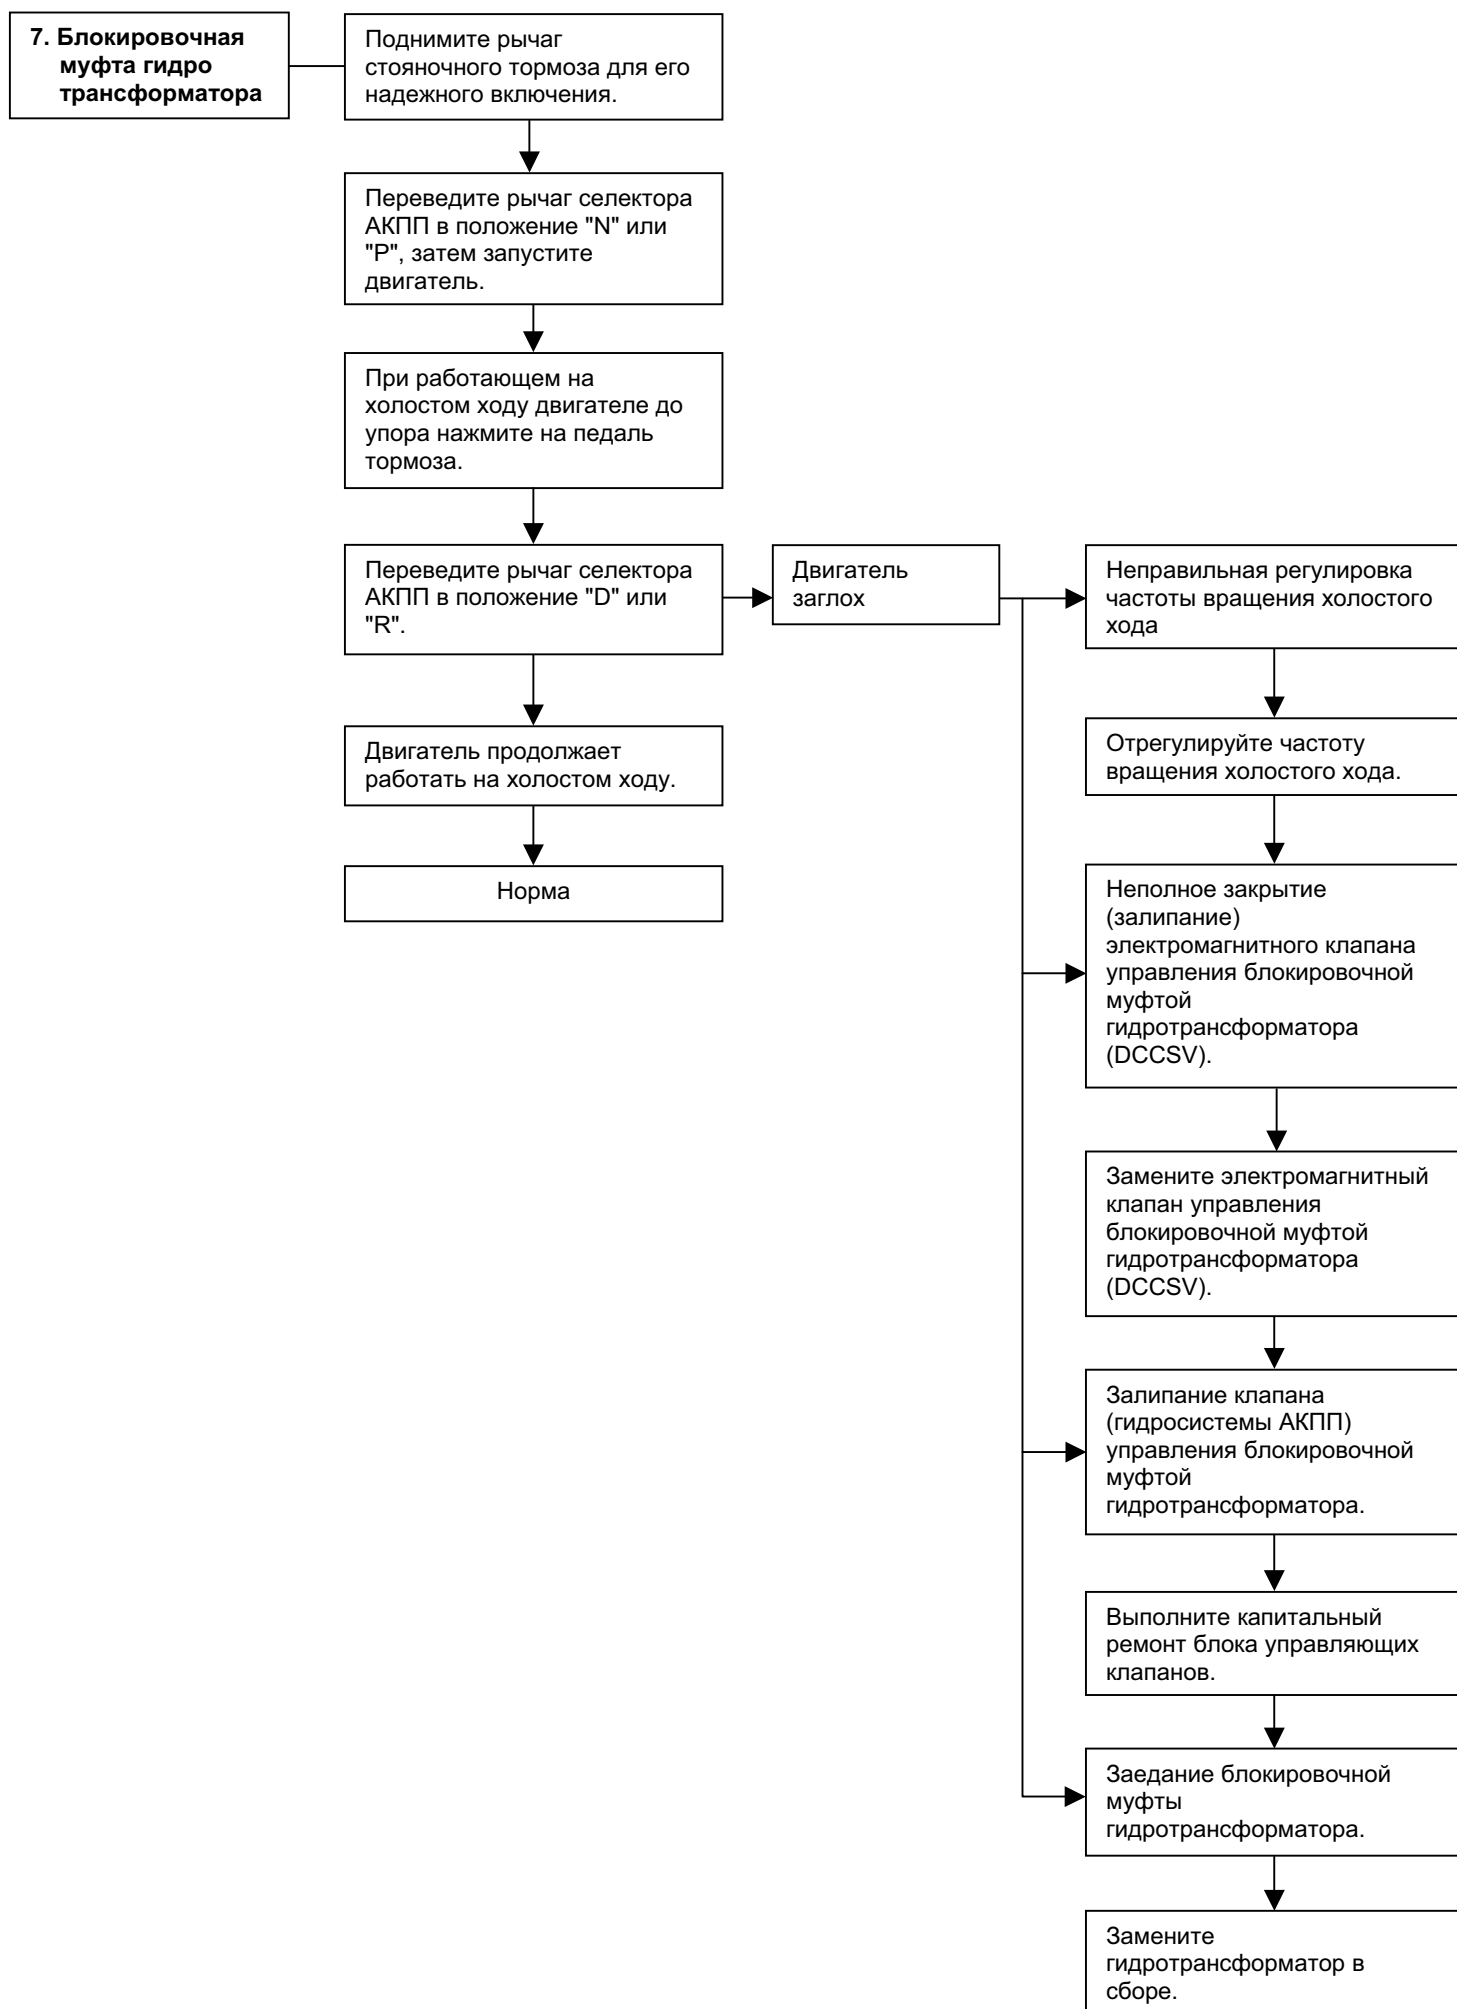 7. Блокировочная
муфта гидро
трансформатора
Поднимите рычаг
стояночного тормоза для его
надежного включения.
Переведите рычаг селектора
АКПП в положение "N" или
"P", затем запустите
двигатель.
При работающем на
холостом ходу двигателе до
упора нажмите на педаль
тормоза.
Переведите рычаг селектора
АКПП в положение "D" или
"R".
Двигатель
заглох
Двигатель продолжает
работать на холостом ходу.
Норма
Неправильная регулировка
частоты вращения холостого
хода
Отрегулируйте частоту
вращения холостого хода.
Неполное закрытие
(залипание)
электромагнитного клапана
управления блокировочной
муфтой
гидротрансформатора
(DCCSV).
Замените электромагнитный
клапан управления
блокировочной муфтой
гидротрансформатора
(DCCSV).
Залипание клапана
(гидросистемы АКПП)
управления блокировочной
муфтой
гидротрансформатора.
Выполните капитальный
ремонт блока управляющих
клапанов.
Заедание блокировочной
муфты
гидротрансформатора.
Замените
гидротрансформатор в
сборе.